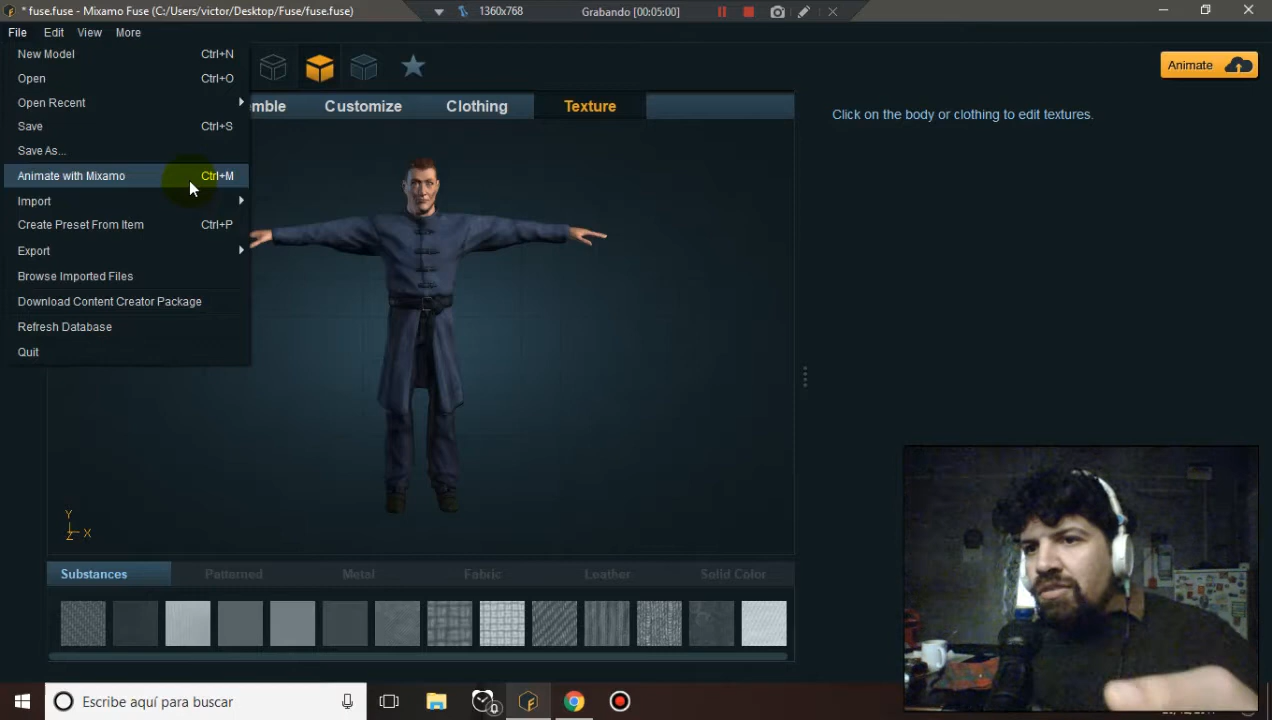 * fuse.fuse - Mixamo Fuse (C:/Users/victor/Desktop/Fuse/fuse.fuse)
1360x768
Grabando [00:05:00]
File Edit View More
New Model Ctrl+N
Open Ctrl+O
Open Recent
Save Ctrl+S
Save As...
Animate with Mixamo Ctrl+M
Import
Create Preset From Item Ctrl+P
Export
Browse Imported Files
Download Content Creator Package
Refresh Database
Quit
Animate
mble Customize Clothing Texture
Click on the body or clothing to edit textures.
Y
Z X
Substances Patterned Metal Fabric Leather Solid Color
Escribe aquí para buscar
0